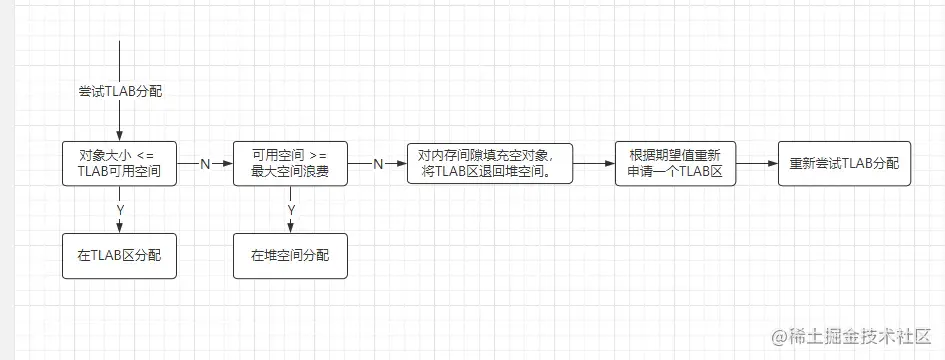 尝试TLAB分配
对象大小 <=
TLAB可用空间
N
可用空间 >=
最大空间浪费
N
对内存间隙填充空对象，
将TLAB区退回堆空间。
根据期望值重新
申请一个TLAB区
重新尝试TLAB分配
Y
Y
在TLAB区分配
在堆空间分配
@稀土掘金技术社区